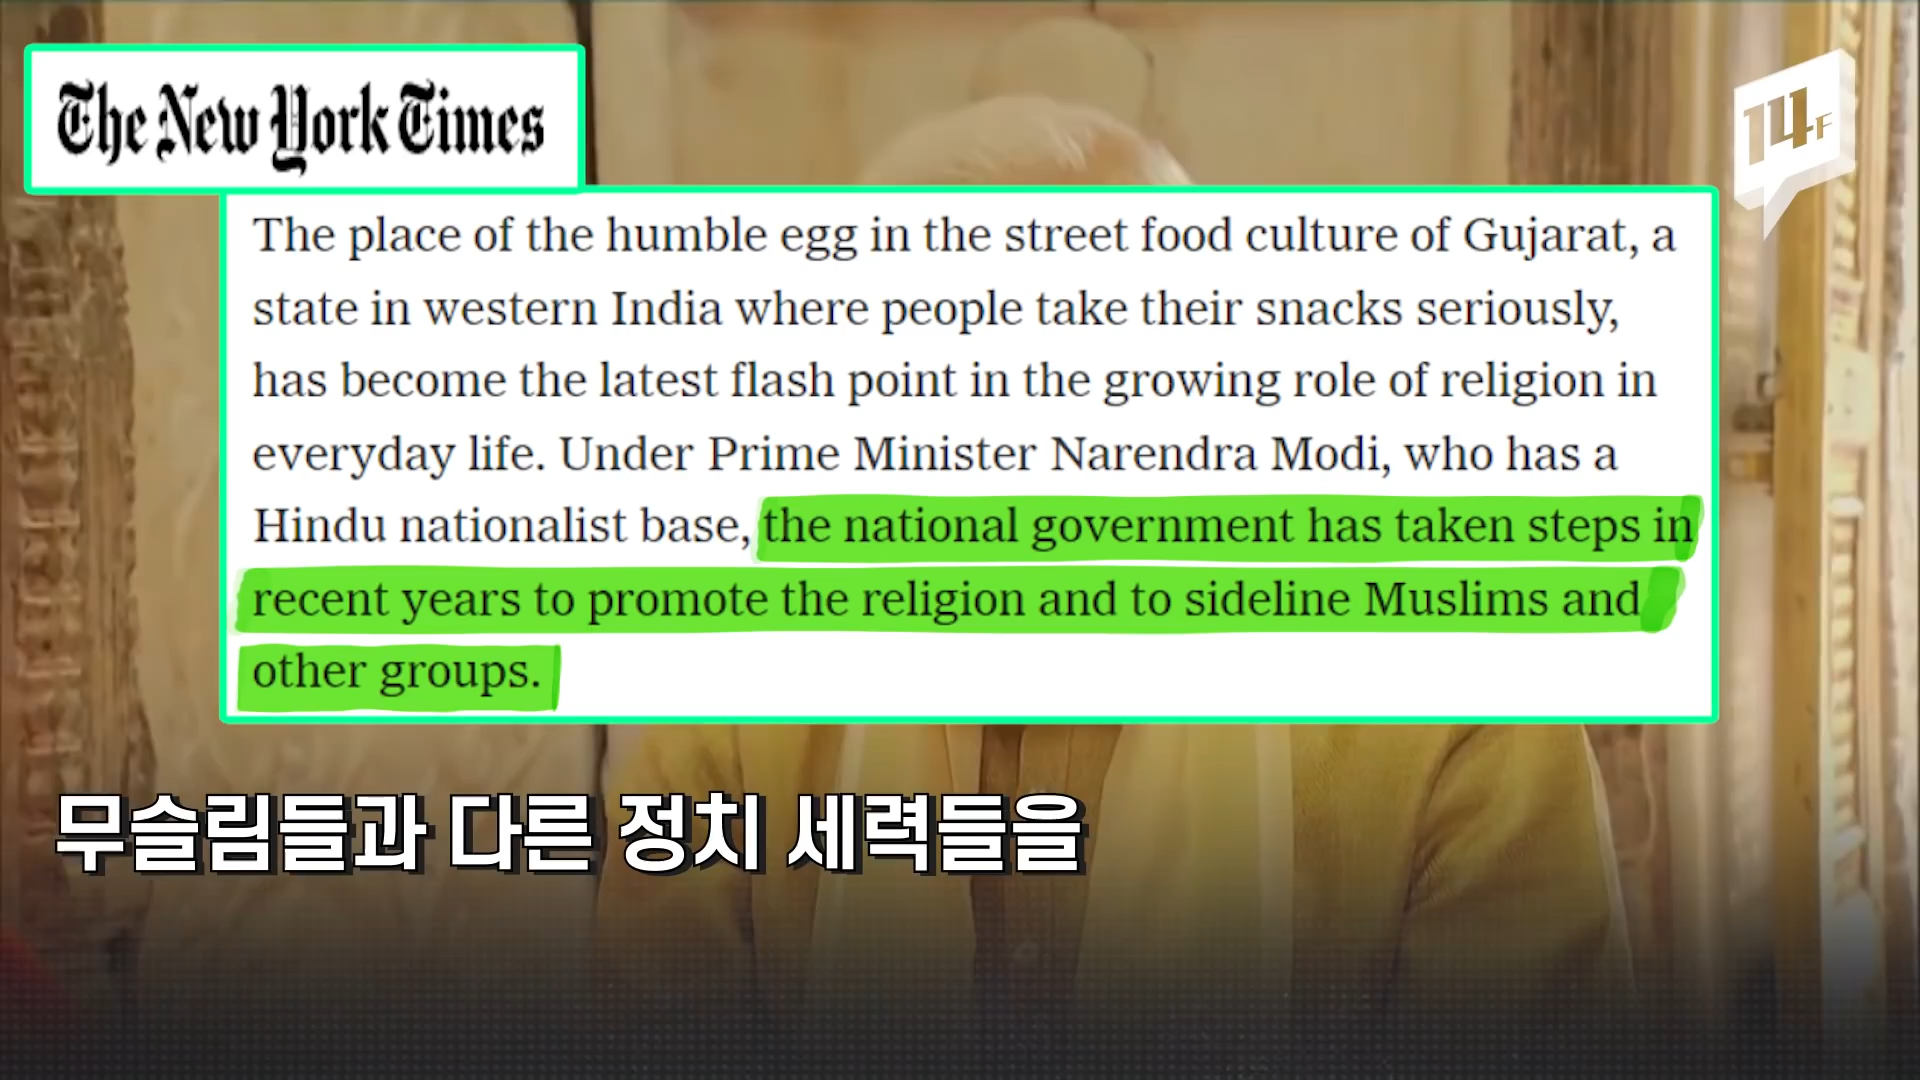 The New York Times
14F
The place of the humble egg in the street food culture of Gujarat, a
state in western India where people take their snacks seriously,
has become the latest flash point in the growing role of religion in
everyday life. Under Prime Minister Narendra Modi, who has a
Hindu nationalist base, the national government has taken steps in
recent years to promote the religion and to sideline Muslims and
other groups.
무슬림들과 다른 정치 세력들을